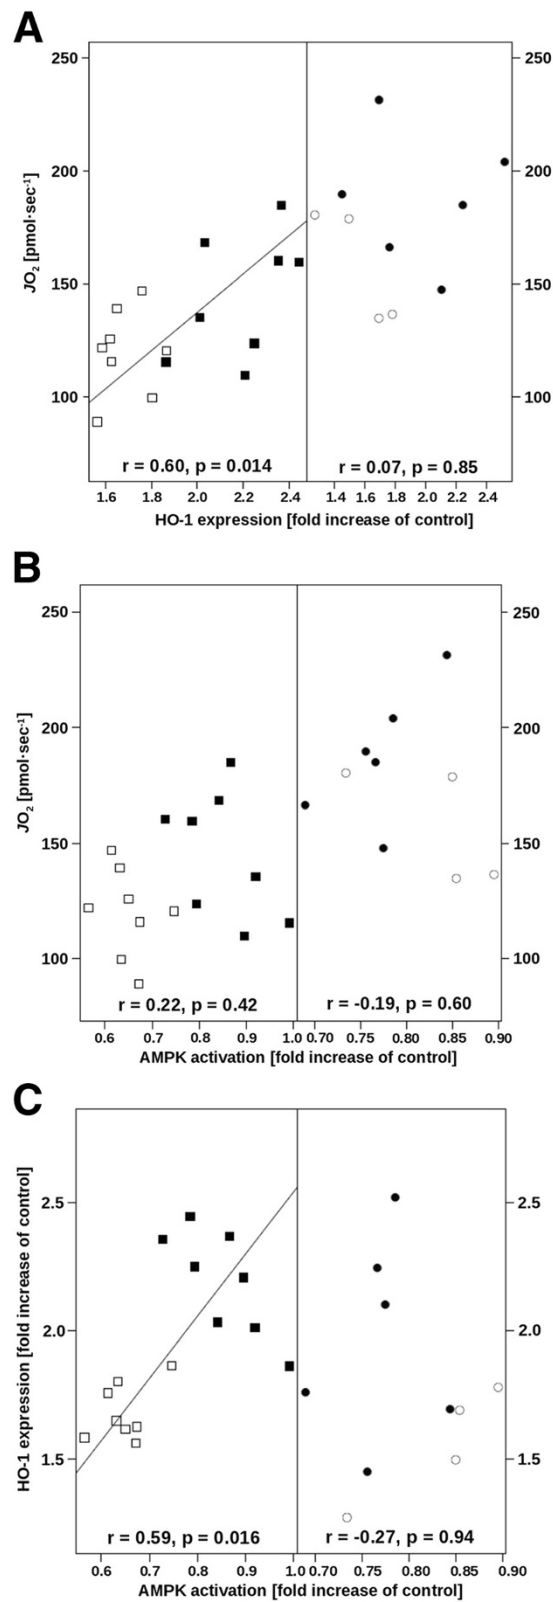 A
250 250
200 200
150 150
100 100
JO2 [pmol·sec-1]
r = 0.60, p = 0.014 r = 0.07, p = 0.85
1.6 1.8 2.0 2.2 2.4 1.4 1.6 1.8 2.0 2.2 2.4
HO-1 expression [fold increase of control]
B
250 250
200 200
150 150
100 100
JO2 [pmol·sec-1]
r = 0.22, p = 0.42 r = -0.19, p = 0.60
0.6 0.7 0.8 0.9 1.0 0.70 0.75 0.80 0.85 0.90
AMPK activation [fold increase of control]
C
2.5 2.5
2.0 2.0
1.5 1.5
HO-1 expression [fold increase of control]
r = 0.59, p = 0.016 r = -0.27, p = 0.94
0.6 0.7 0.8 0.9 1.0 0.70 0.75 0.80 0.85 0.90
AMPK activation [fold increase of control]